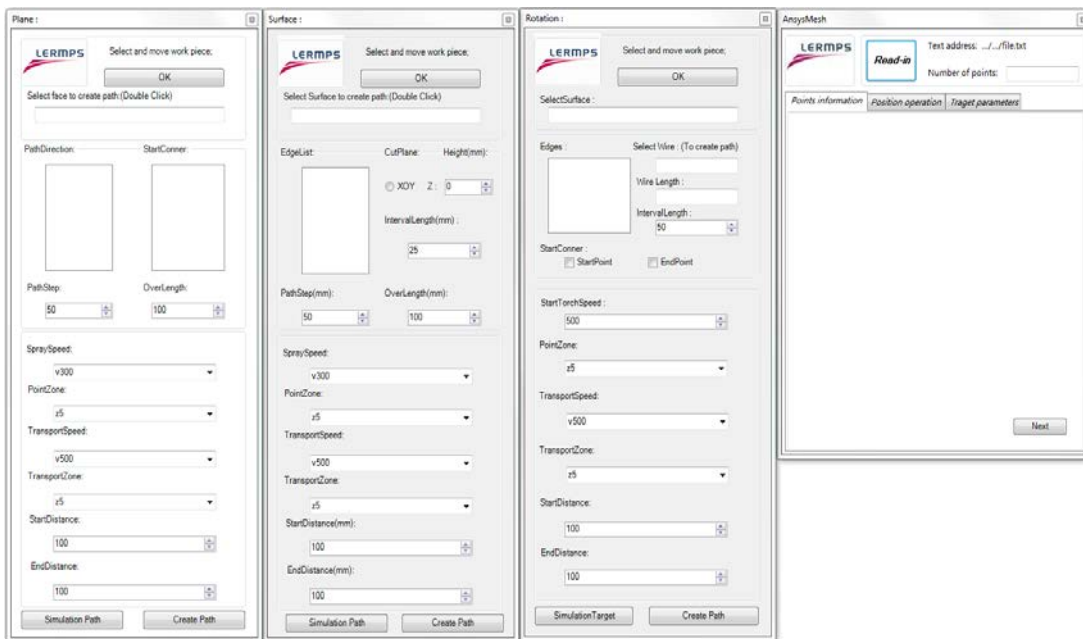 Plane :
LERMPS
Select and move work piece;
OK
Select face to create path:(Double Click)
PathDirection:
StartConner:
PathStep:
OverLength:
50
100
SpraySpeed:
v300
PointZone:
z5
TransportSpeed:
v500
TransportZone:
z5
StartDistance:
100
EndDistance:
100
Simulation Path
Create Path
Surface :
LERMPS
Select and move work piece;
OK
Select Surface to create path:(Double Click)
EdgeList:
CutPlane:
Height(mm):
XOY
Z :
0
IntervalLength(mm) :
25
PathStep(mm):
OverLength(mm):
50
100
SpraySpeed:
v300
PointZone:
z5
TransportSpeed:
v500
TransportZone:
z5
StartDistance(mm):
100
EndDistance(mm):
100
Simulation Path
Create Path
Rotation :
LERMPS
Select and move work piece;
OK
SelectSurface :
Edges :
Select Wire : (To create path)
Wire Length :
IntervalLength :
50
StartConner :
StartPoint
EndPoint
StartTorchSpeed :
500
PointZone:
z5
TransportSpeed:
v500
TransportZone:
z5
StartDistance:
100
EndDistance:
100
SimulationTarget
Create Path
AnsysMesh
LERMPS
Read-in
Text address: .../.../file.txt
Number of points:
Points information
Position operation
Traget parameters
Next